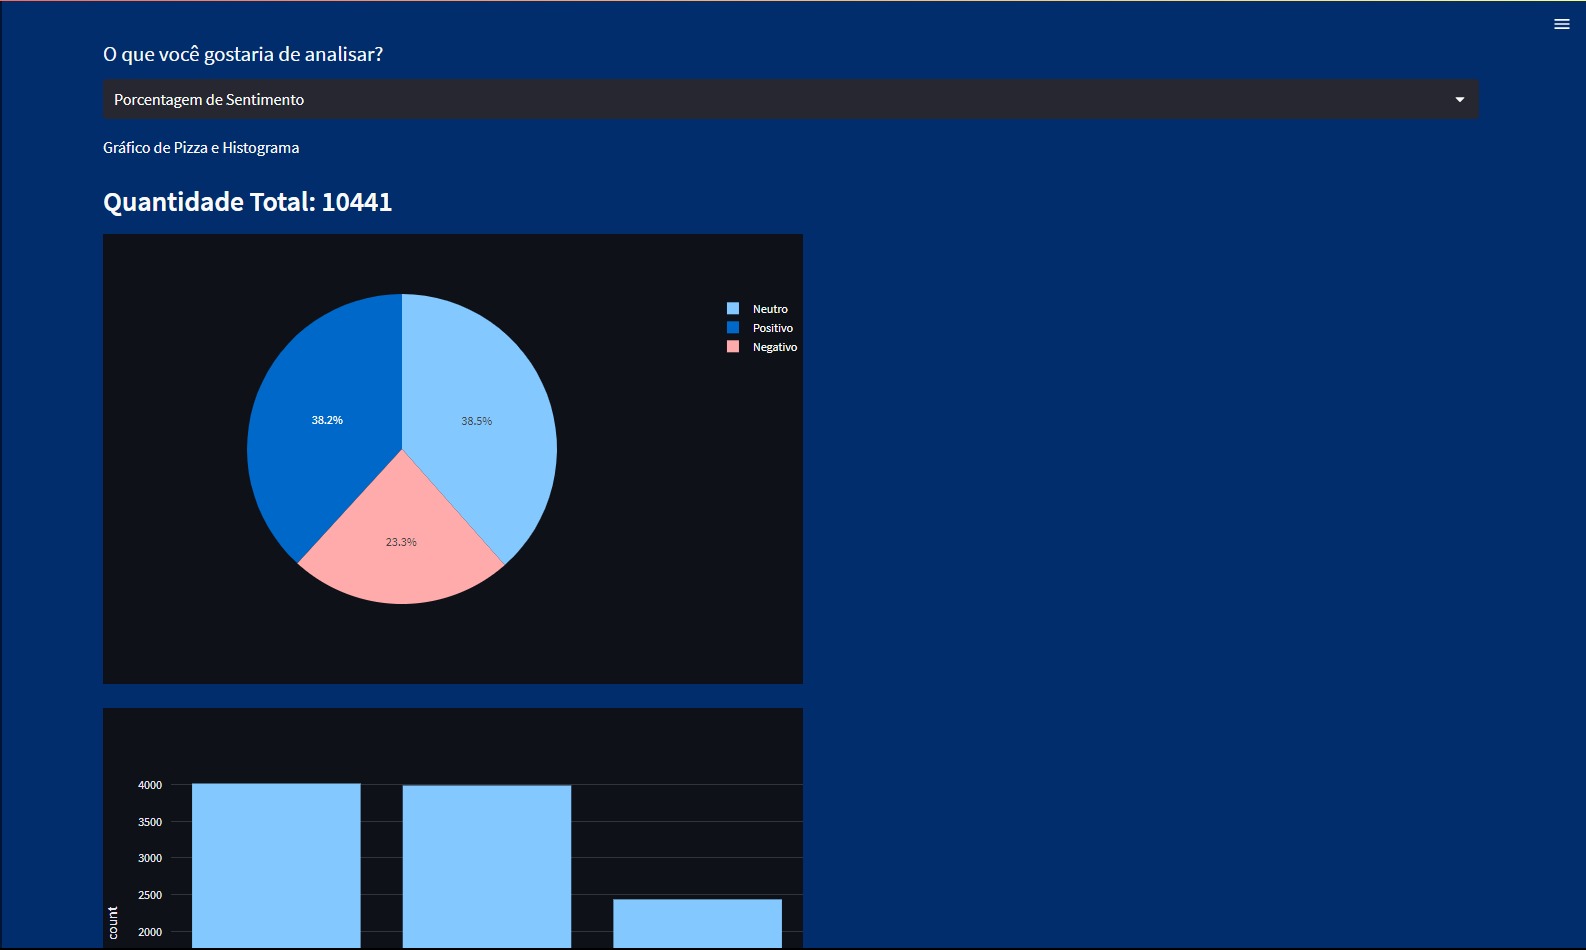 O que você gostaria de analisar?
Porcentagem de Sentimento
Gráfico de Pizza e Histograma
Quantidade Total: 10441
Neutro
Positivo
Negativo
38.2%
38.5%
23.3%
4000
3500
3000
2500
2000
count